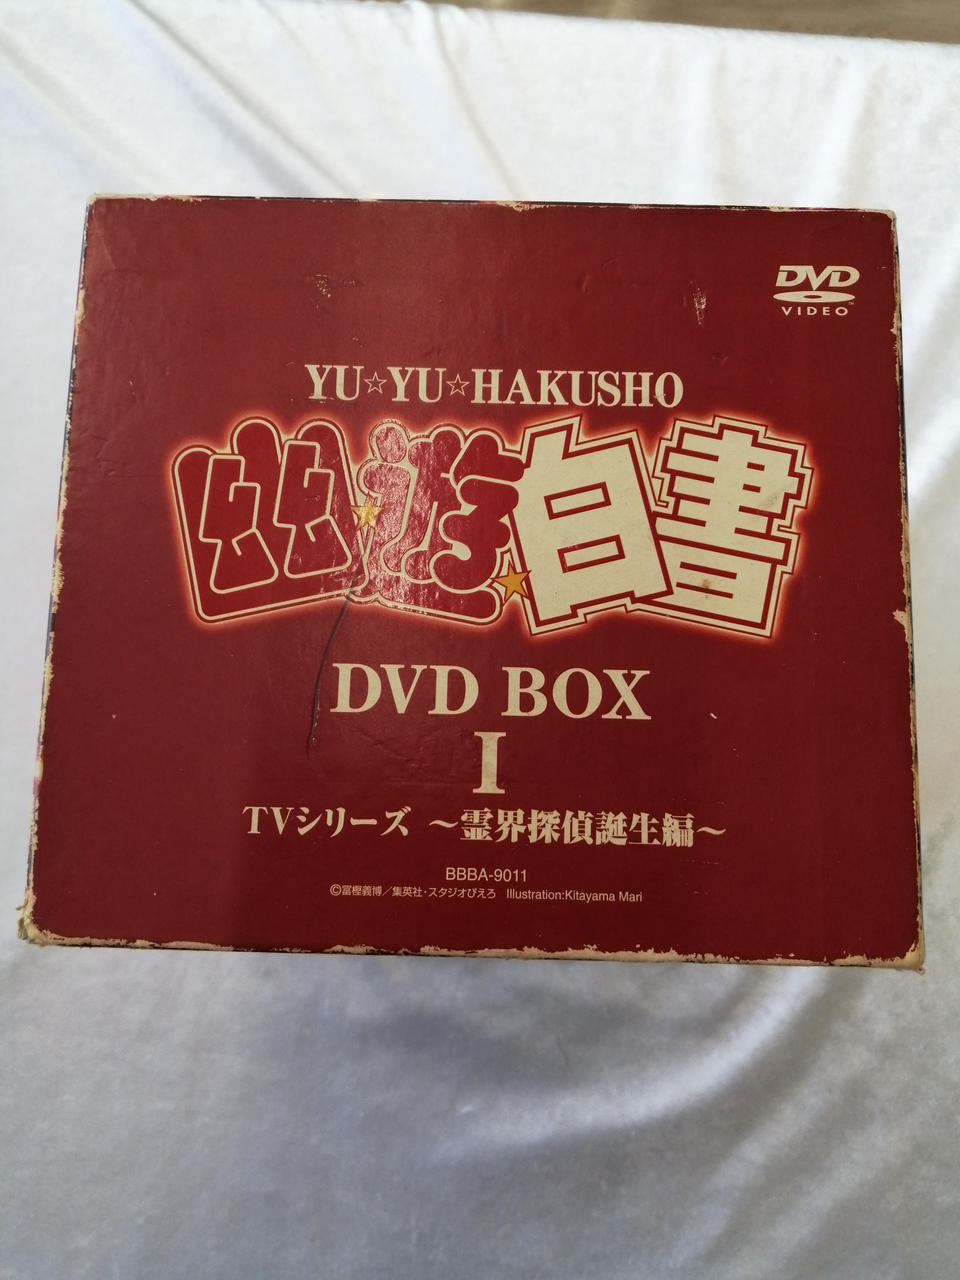 DVD
VIDEO™
YU☆YU☆HAKUSHO
幽★遊★白書
DVD BOX
I
TVシリーズ ～霊界探偵誕生編～
BBBA-9011
©冨樫義博／集英社・スタジオぴえろ Illustration:Kitayama Mari